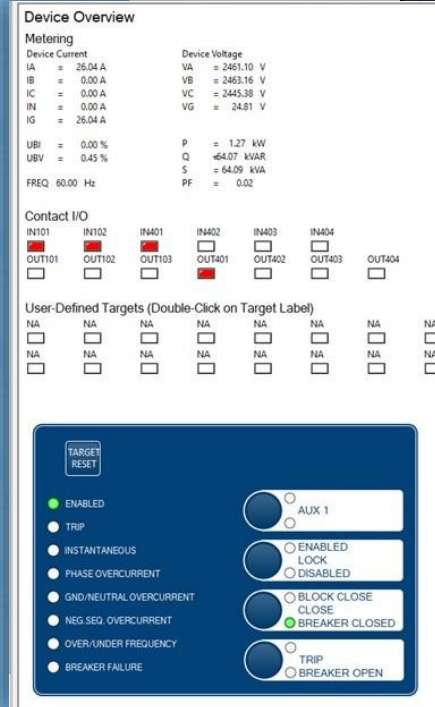 Device Overview
Metering
Device Current Device Voltage
IA = 26.04 A VA = 2461.10 V
IB = 0.00 A VB = 2463.16 V
IC = 0.00 A VC = 2445.38 V
IN = 0.00 A VG = 24.81 V
IG = 26.04 A
UBI = 0.00 % P = 1.27 kW
UBV = 0.45 % Q =-64.07 kVAR
S = 64.09 kVA
FREQ 60.00 Hz PF = 0.02
Contact I/O
IN101 IN102 IN401 IN402 IN403 IN404
OUT101 OUT102 OUT103 OUT401 OUT402 OUT403 OUT404
User-Defined Targets (Double-Click on Target Label)
NA NA NA NA NA NA NA NA
NA NA NA NA NA NA NA NA
TARGET
RESET
ENABLED
TRIP
INSTANTANEOUS
PHASE OVERCURRENT
GND/NEUTRAL OVERCURRENT
NEG.SEQ. OVERCURRENT
OVER/UNDER FREQUENCY
BREAKER FAILURE
AUX 1
ENABLED
LOCK
DISABLED
BLOCK CLOSE
CLOSE
BREAKER CLOSED
TRIP
BREAKER OPEN